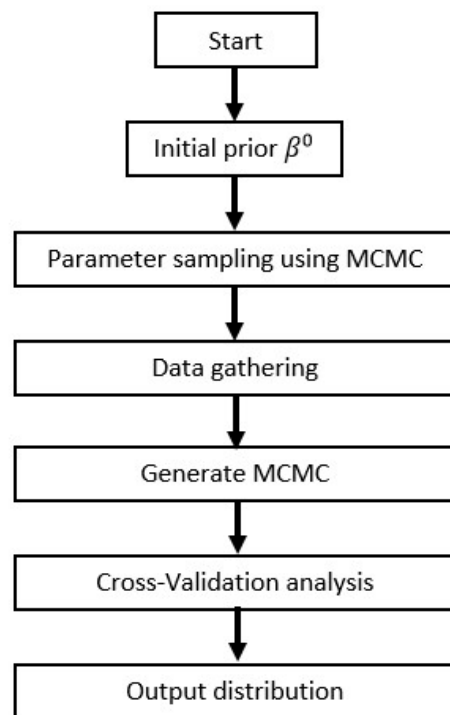 Start
Initial prior β⁰
Parameter sampling using MCMC
Data gathering
Generate MCMC
Cross-Validation analysis
Output distribution